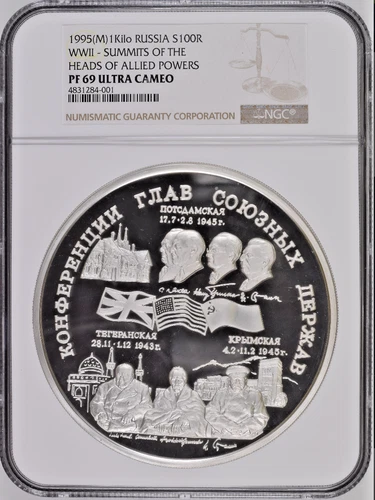 1995(M)1Kilo RUSSIA S100R
WWII - SUMMITS OF THE
HEADS OF ALLIED POWERS
PF 69 ULTRA CAMEO
4831284-001
NUMISMATIC GUARANTY CORPORATION
NGC
КОНФЕРЕНЦИИ ГЛАВ СОЮЗНЫХ ДЕРЖАВ
ПОТСДАМСКАЯ
17.7-2.8 1945г.
ТЕГЕРАНСКАЯ
28.11-1.12 1943г.
КРЫМСКАЯ
4.2-11.2 1945г.